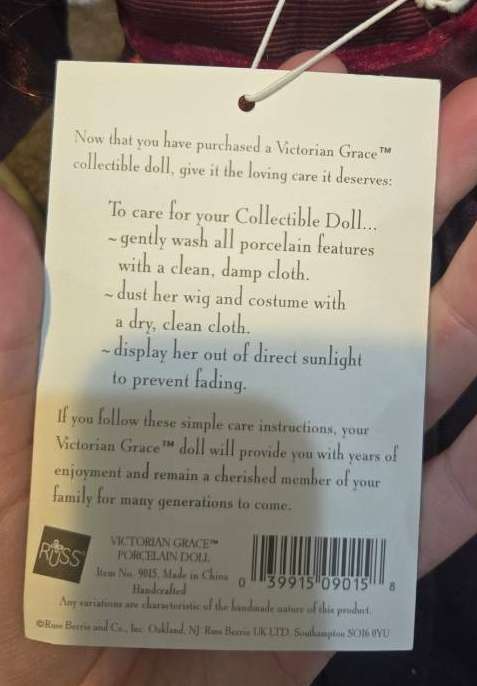 Now that you have purchased a Victorian Grace™
collectible doll, give it the loving care it deserves:
To care for your Collectible Doll...
~gently wash all porcelain features
with a clean, damp cloth.
~dust her wig and costume with
a dry, clean cloth.
~display her out of direct sunlight
to prevent fading.
If you follow these simple care instructions, your
Victorian Grace™ doll will provide you with years of
enjoyment and remain a cherished member of your
family for many generations to come.
RUSS
VICTORIAN GRACE™
PORCELAIN DOLL
Item No. 9015, Made in China
Handcrafted
0 39915 09015 8
Any variations are characteristic of the handmade nature of this product.
©Russ Berrie and Co., Inc. Oakland, NJ Russ Berrie UK LTD. Southampton SO16 0YU